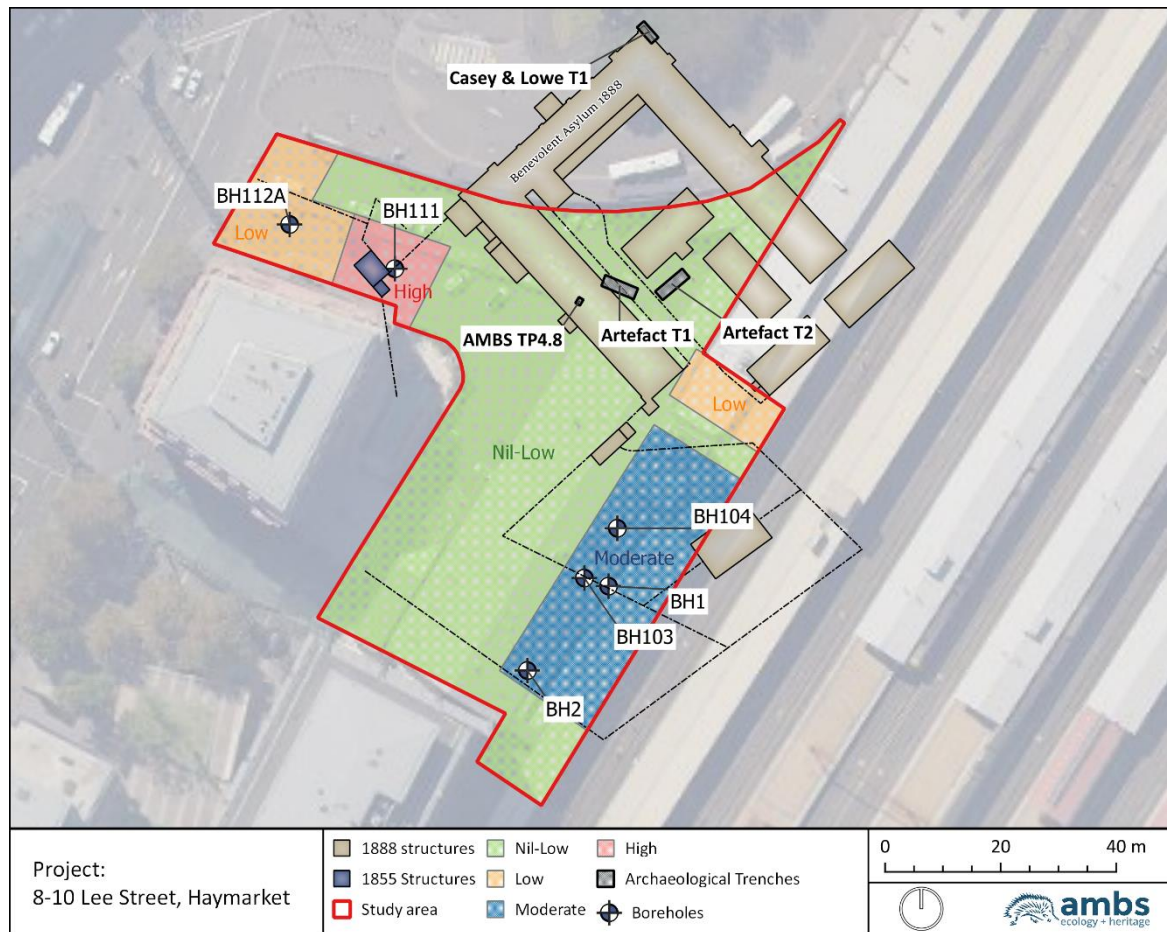 Casey & Lowe T1
Benevolent Asylum 1888
BH112A
BH111
Low
High
AMBS TP4.8
Artefact T1
Artefact T2
Low
Nil-Low
BH104
Moderate
BH1
BH103
BH2
Project:
8-10 Lee Street, Haymarket
1888 structures
Nil-Low
High
1855 Structures
Low
Archaeological Trenches
Study area
Moderate
Boreholes
0 20 40 m
ambs
ecology + heritage